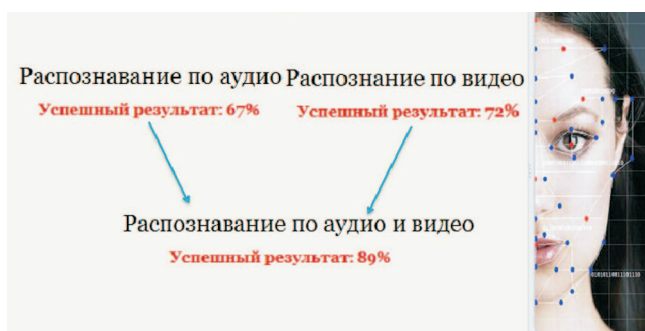 Распознавание по аудио Распознание по видео
Успешный результат: 67% Успешный результат: 72%
Распознавание по аудио и видео
Успешный результат: 89%